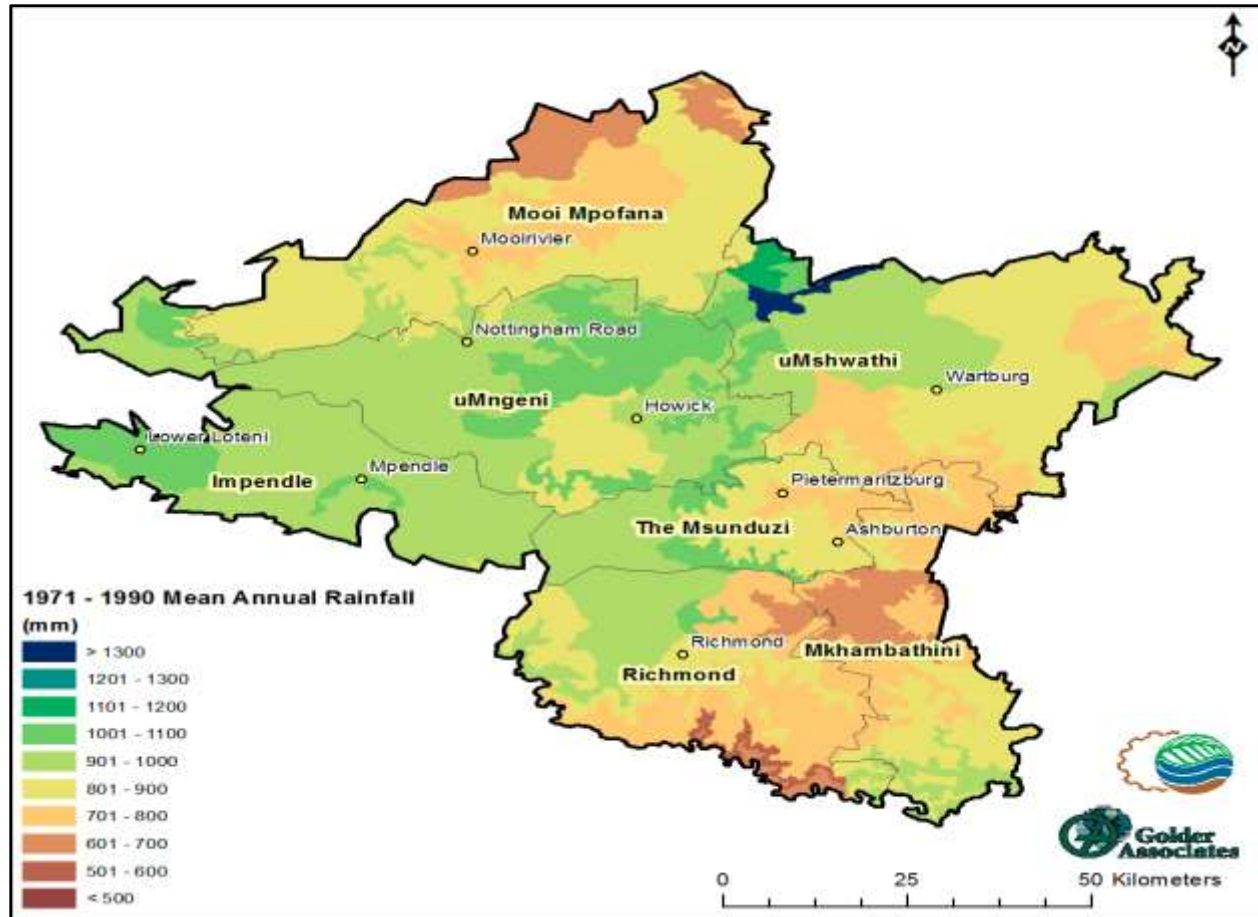 N
Mooi Mpofana
Mooirivier
Nottingham Road
uMshwathi
Wartburg
uMngeni
Howick
Lower Loteni
Mpendle
Impendle
Pietermaritzburg
The Msunduzi
Ashburton
Richmond
Mkhambathini
Richmond
1971 - 1990 Mean Annual Rainfall
(mm)
> 1300
1201 - 1300
1101 - 1200
1001 - 1100
901 - 1000
801 - 900
701 - 800
601 - 700
501 - 600
< 500
Golder
Associates
0 25 50 Kilometers